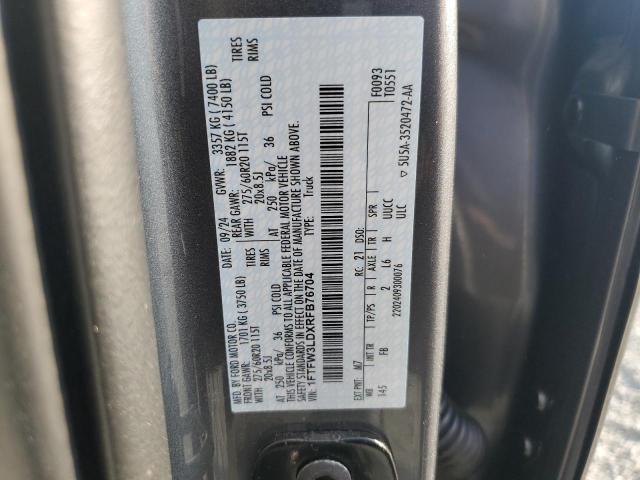 MFD. BY FORD MOTOR CO.
DATE: 09/24 GVWR: 3357 KG ( 7400 LB)
FRONT GAWR: 1701 KG ( 3750 LB) REAR GAWR: 1882 KG ( 4150 LB)
WITH 275/60R20 115T TIRES WITH 275/60R20 115T TIRES
20x8.5J RIMS 20x8.5J RIMS
AT 250 kPa/ 36 PSI COLD AT 250 kPa/ 36 PSI COLD
THIS VEHICLE CONFORMS TO ALL APPLICABLE FEDERAL MOTOR VEHICLE
SAFETY STANDARDS IN EFFECT ON THE DATE OF MANUFACTURE SHOWN ABOVE.
VIN: 1FTFW3LDXRFB76704 TYPE: Truck
F0093
T0551
EXT PNT: M7 RC: 21 DSO:
WB INT TR TP/PS R AXLE TR SPR
145 FB 2 L6 H UUCC
ULC
2202409300076 5U5A-3520472-AA